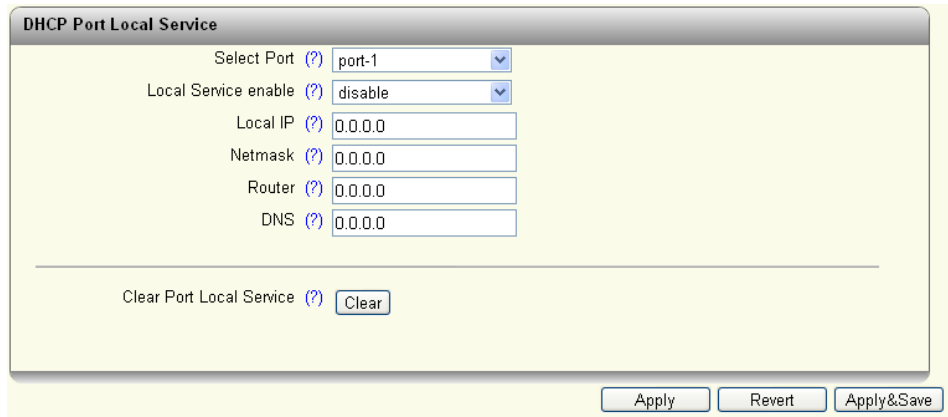 DHCP Port Local Service
Select Port (?) port-1
Local Service enable (?) disable
Local IP (?) 0.0.0.0
Netmask (?) 0.0.0.0
Router (?) 0.0.0.0
DNS (?) 0.0.0.0
Clear Port Local Service (?) Clear
Apply Revert Apply&Save